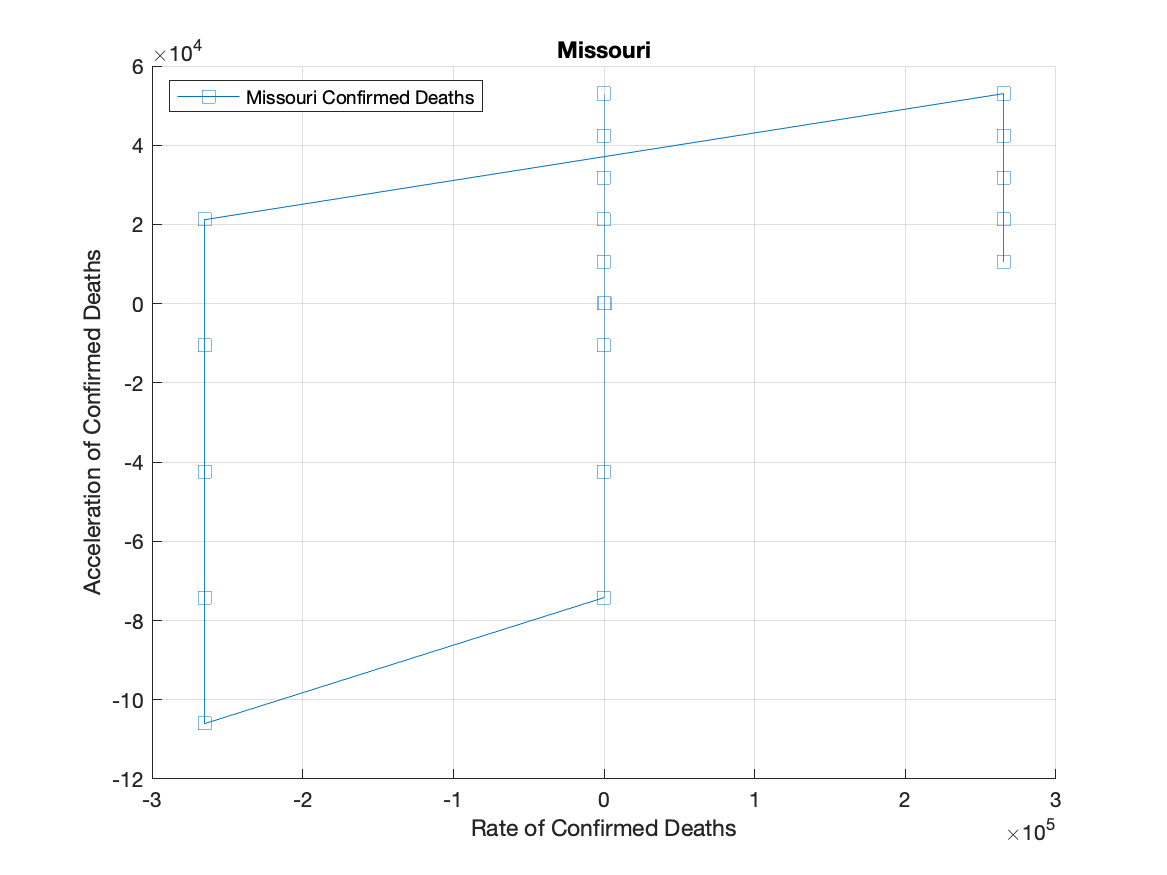 Missouri
×10⁴
Missouri Confirmed Deaths
6
4
2
0
-2
-4
-6
-8
-10
-12
Acceleration of Confirmed Deaths
-3 -2 -1 0 1 2 3
Rate of Confirmed Deaths
×10⁵